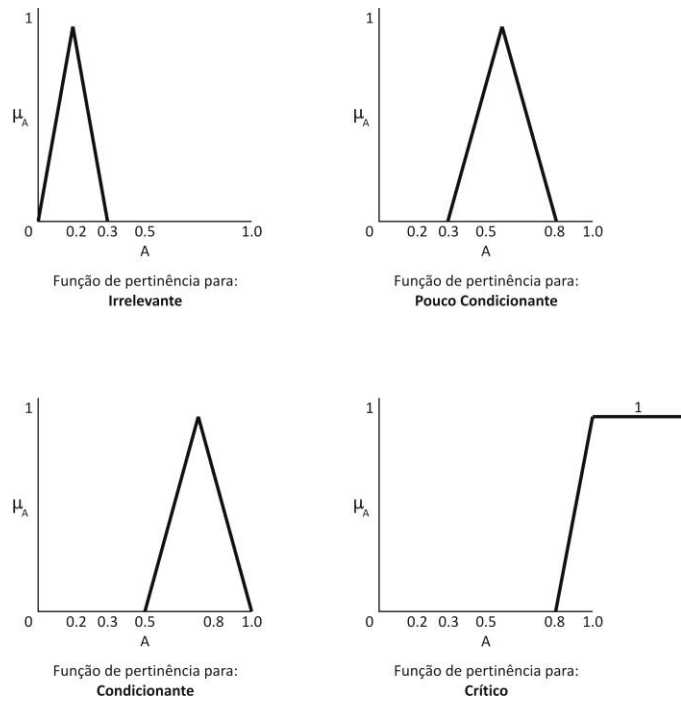 1
μA
0 0.2 0.3 0.5 1.0
A
Função de pertinência para:
Irrelevante
1
μA
0 0.2 0.3 0.5 0.8 1.0
A
Função de pertinência para:
Pouco Condicionante
1
μA
0 0.2 0.3 0.5 0.8 1.0
A
Função de pertinência para:
Condicionante
1
1
μA
0 0.2 0.3 0.5 0.8 1.0
A
Função de pertinência para:
Crítico